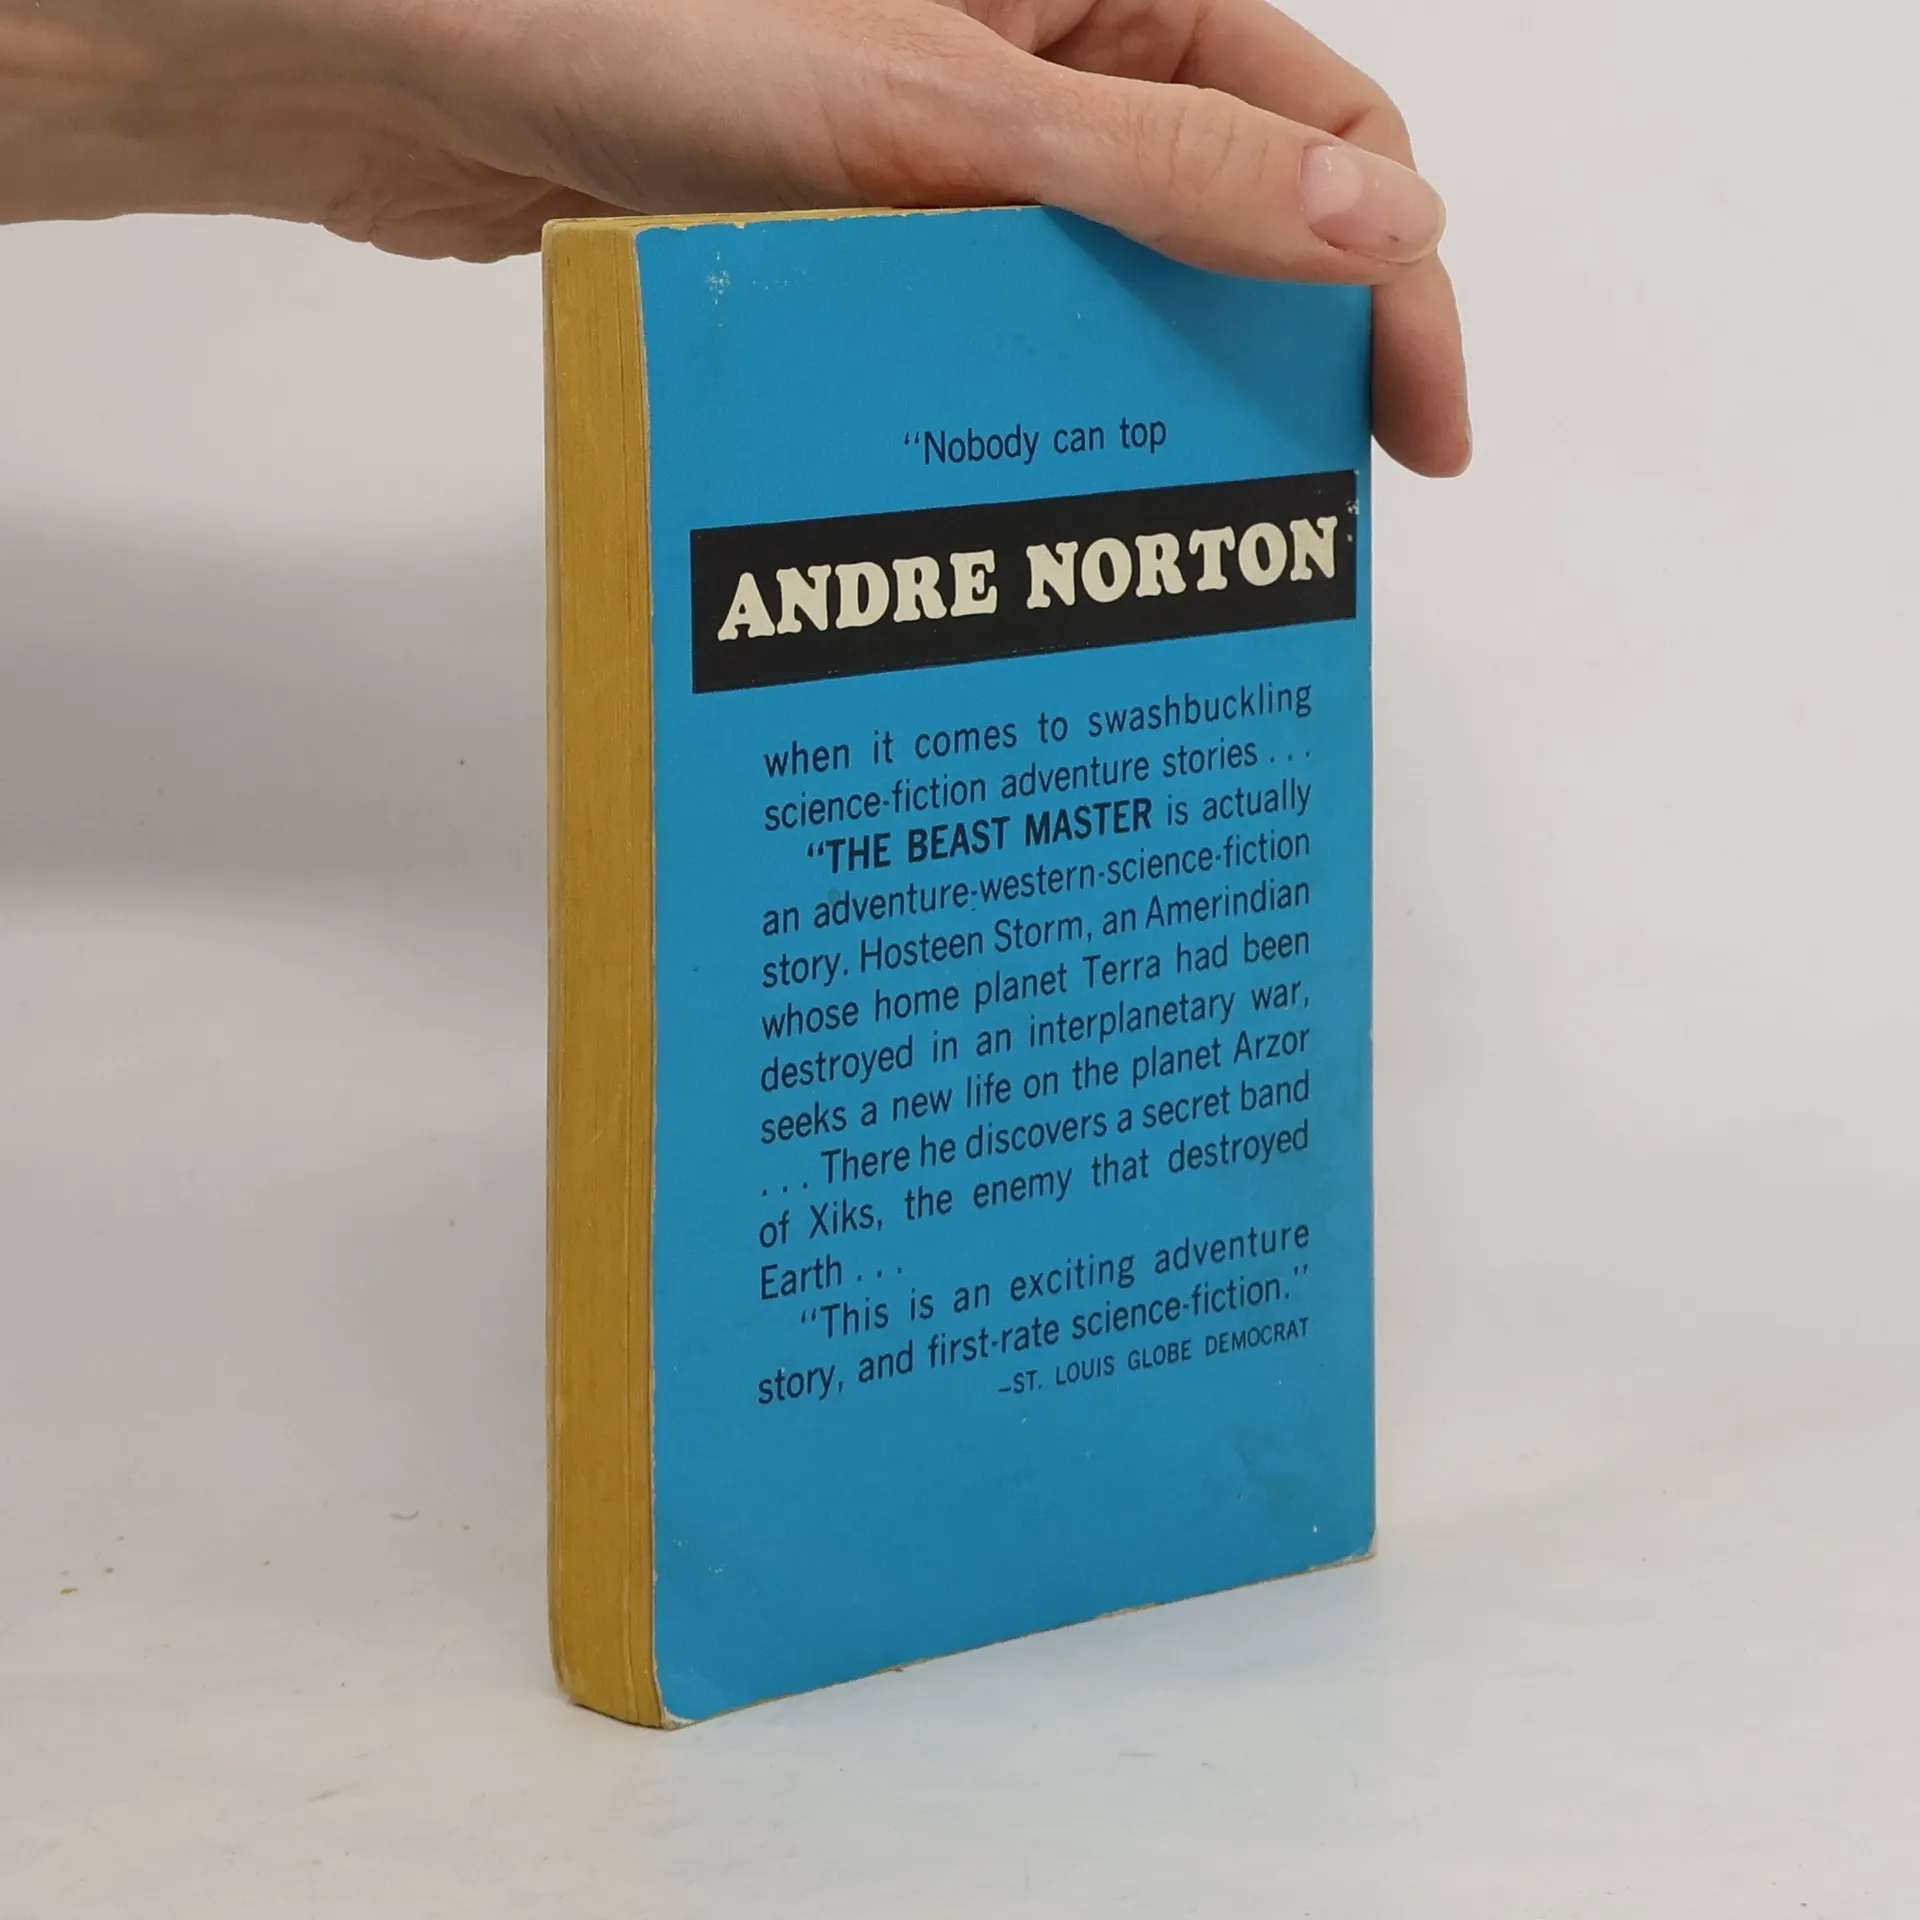 “Nobody can top
ANDRE NORTON
when it comes to swashbuckling
science-fiction adventure stories . . .
“THE BEAST MASTER is actually
an adventure-western-science-fiction
story. Hosteen Storm, an Amerindian
whose home planet Terra had been
destroyed in an interplanetary war,
seeks a new life on the planet Arzor
. . . There he discovers a secret band
of Xiks, the enemy that destroyed
Earth . . .
“This is an exciting adventure
story, and first-rate science-fiction.”
—ST. LOUIS GLOBE DEMOCRAT